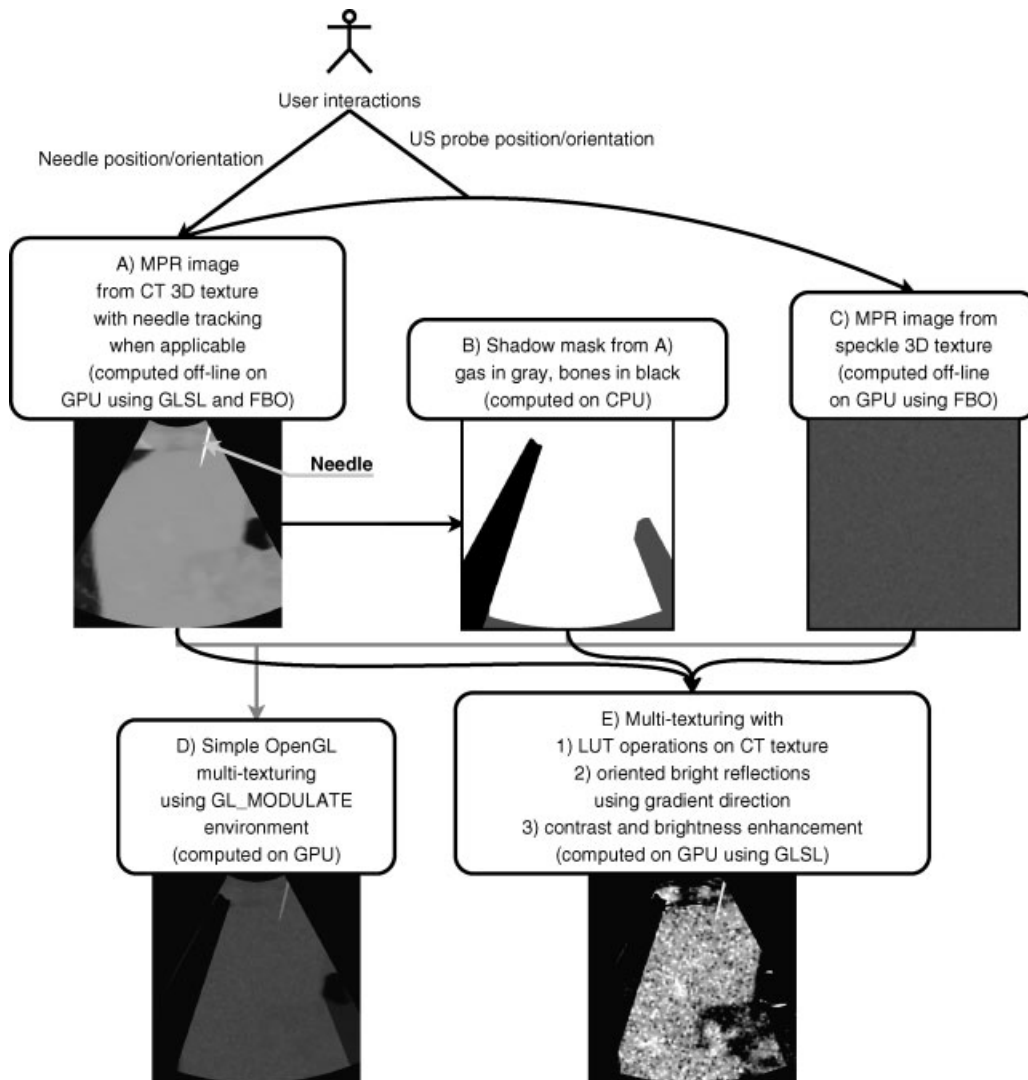 User interactions
US probe position/orientation
Needle position/orientation
A) MPR image
from CT 3D texture
with needle tracking
when applicable
(computed off-line on
GPU using GLSL and FBO)
B) Shadow mask from A)
gas in gray, bones in black
(computed on CPU)
C) MPR image from
speckle 3D texture
(computed off-line
on GPU using FBO)
Needle
D) Simple OpenGL
multi-texturing
using GL_MODULATE
environment
(computed on GPU)
E) Multi-texturing with
1) LUT operations on CT texture
2) oriented bright reflections
using gradient direction
3) contrast and brightness enhancement
(computed on GPU using GLSL)